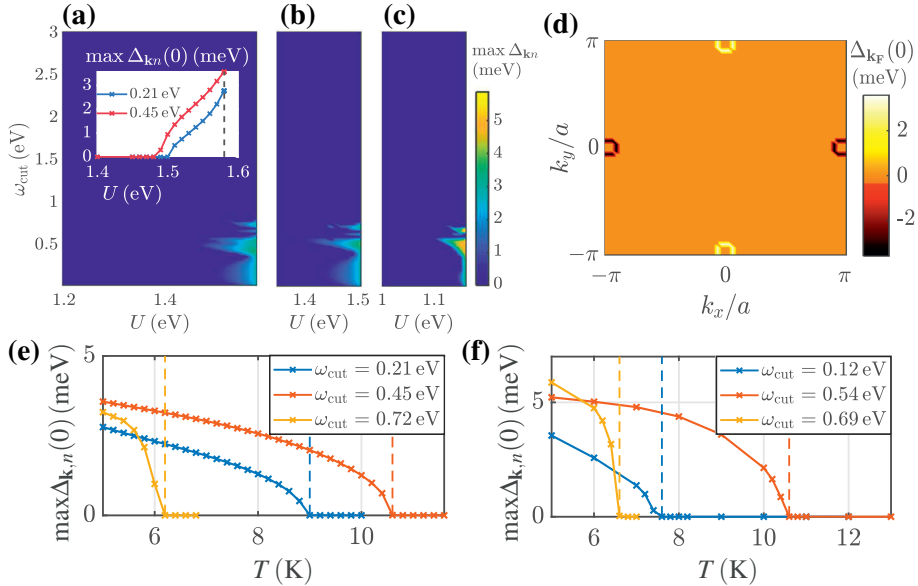 (a)
(b)
(c)
(d)
3
2.5
2
1.5
1
0.5
ω_cut (eV)
max Δ_kn(0) (meV)
3
2
1
0
0.21 eV
0.45 eV
1.4
1.5
1.6
U (eV)
1.2
1.4
U (eV)
1.4
1.5
U (eV)
1
1.1
U (eV)
max Δ_kn
(meV)
5
4
3
2
1
0
π
0
−π
k_y/a
−π
0
π
k_x/a
Δ_kF(0)
(meV)
2
0
-2
(e)
5
0
maxΔ_k,n(0) (meV)
ω_cut = 0.21 eV
ω_cut = 0.45 eV
ω_cut = 0.72 eV
6
8
10
T (K)
(f)
5
0
maxΔ_k,n(0) (meV)
ω_cut = 0.12 eV
ω_cut = 0.54 eV
ω_cut = 0.69 eV
6
8
10
12
T (K)